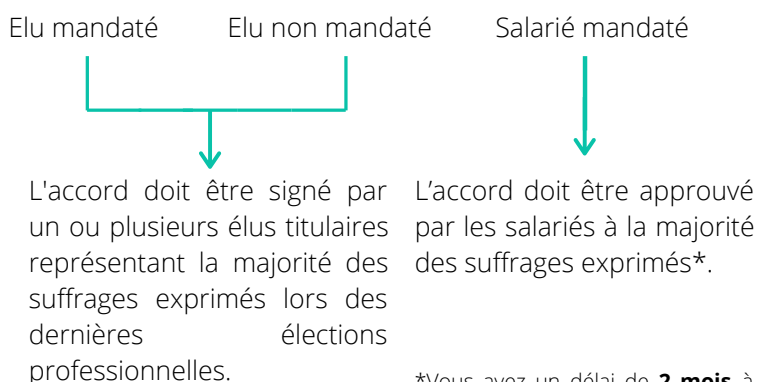 Elu mandaté
Elu non mandaté
Salarié mandaté
L'accord doit être signé par
un ou plusieurs élus titulaires
représentant la majorité des
suffrages exprimés lors des
dernières élections
professionnelles.
L’accord doit être approuvé
par les salariés à la majorité
des suffrages exprimés*.
*Vous avez un délai de 2 mois à